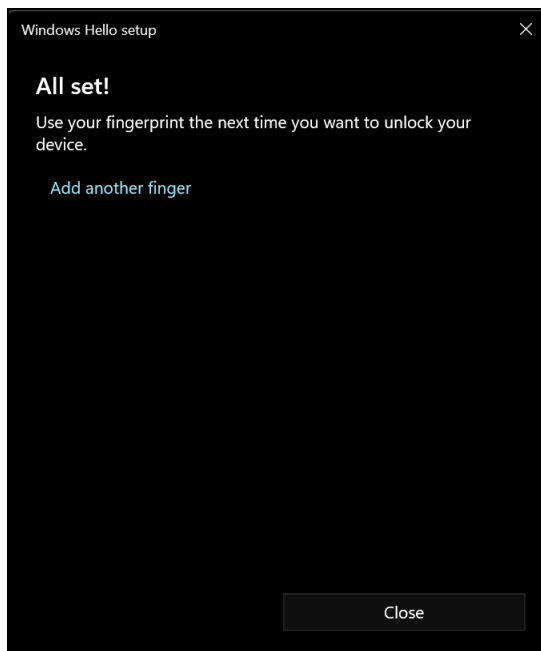 Windows Hello setup
All set!
Use your fingerprint the next time you want to unlock your
device.
Add another finger
Close